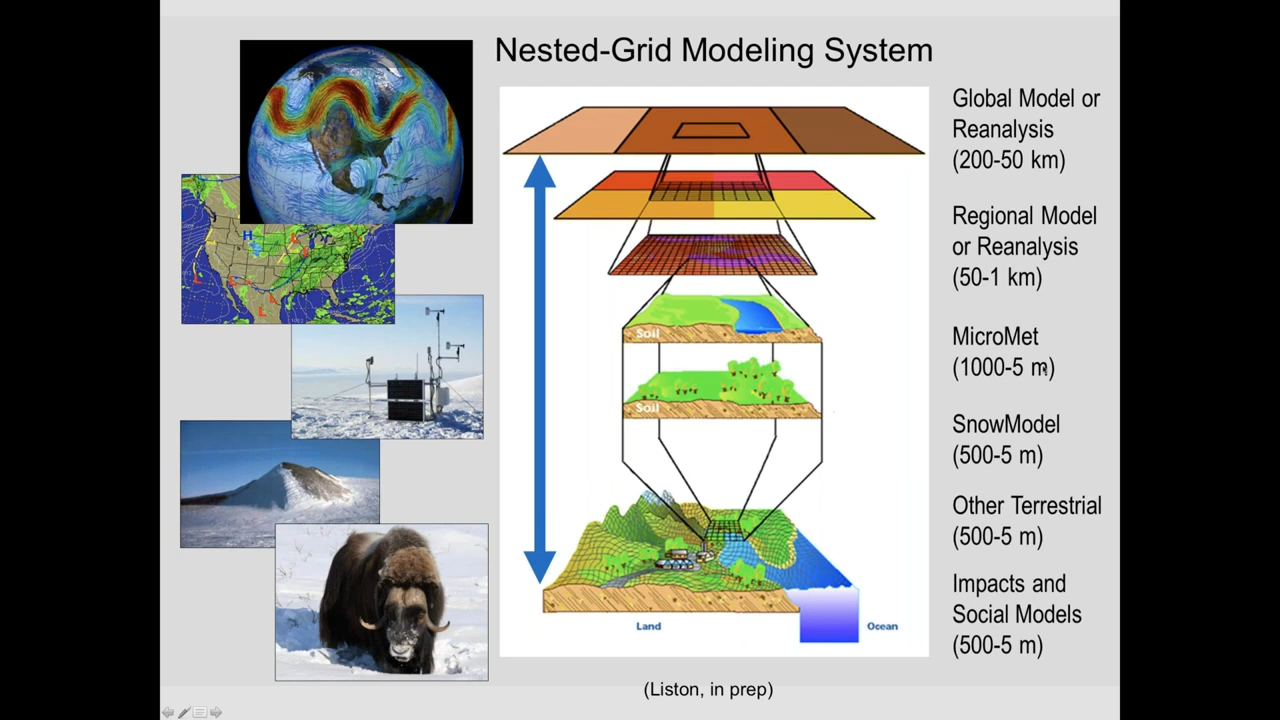 Nested-Grid Modeling System
Global Model or
Reanalysis
(200-50 km)
Regional Model
or Reanalysis
(50-1 km)
MicroMet
(1000-5 m)
SnowModel
(500-5 m)
Other Terrestrial
(500-5 m)
Impacts and
Social Models
(500-5 m)
H
L
L
L
L
L
Soil
Soil
Land
Ocean
(Liston, in prep)